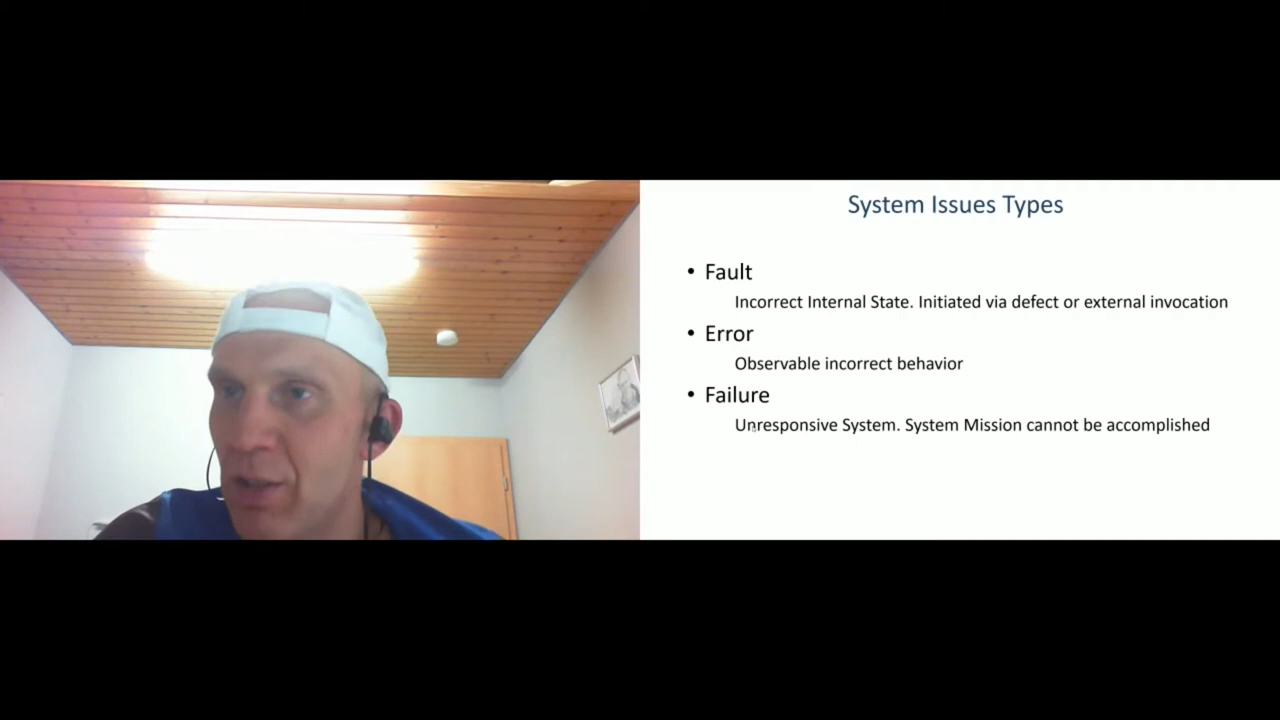 System Issues Types
• Fault
Incorrect Internal State. Initiated via defect or external invocation
• Error
Observable incorrect behavior
• Failure
Unresponsive System. System Mission cannot be accomplished